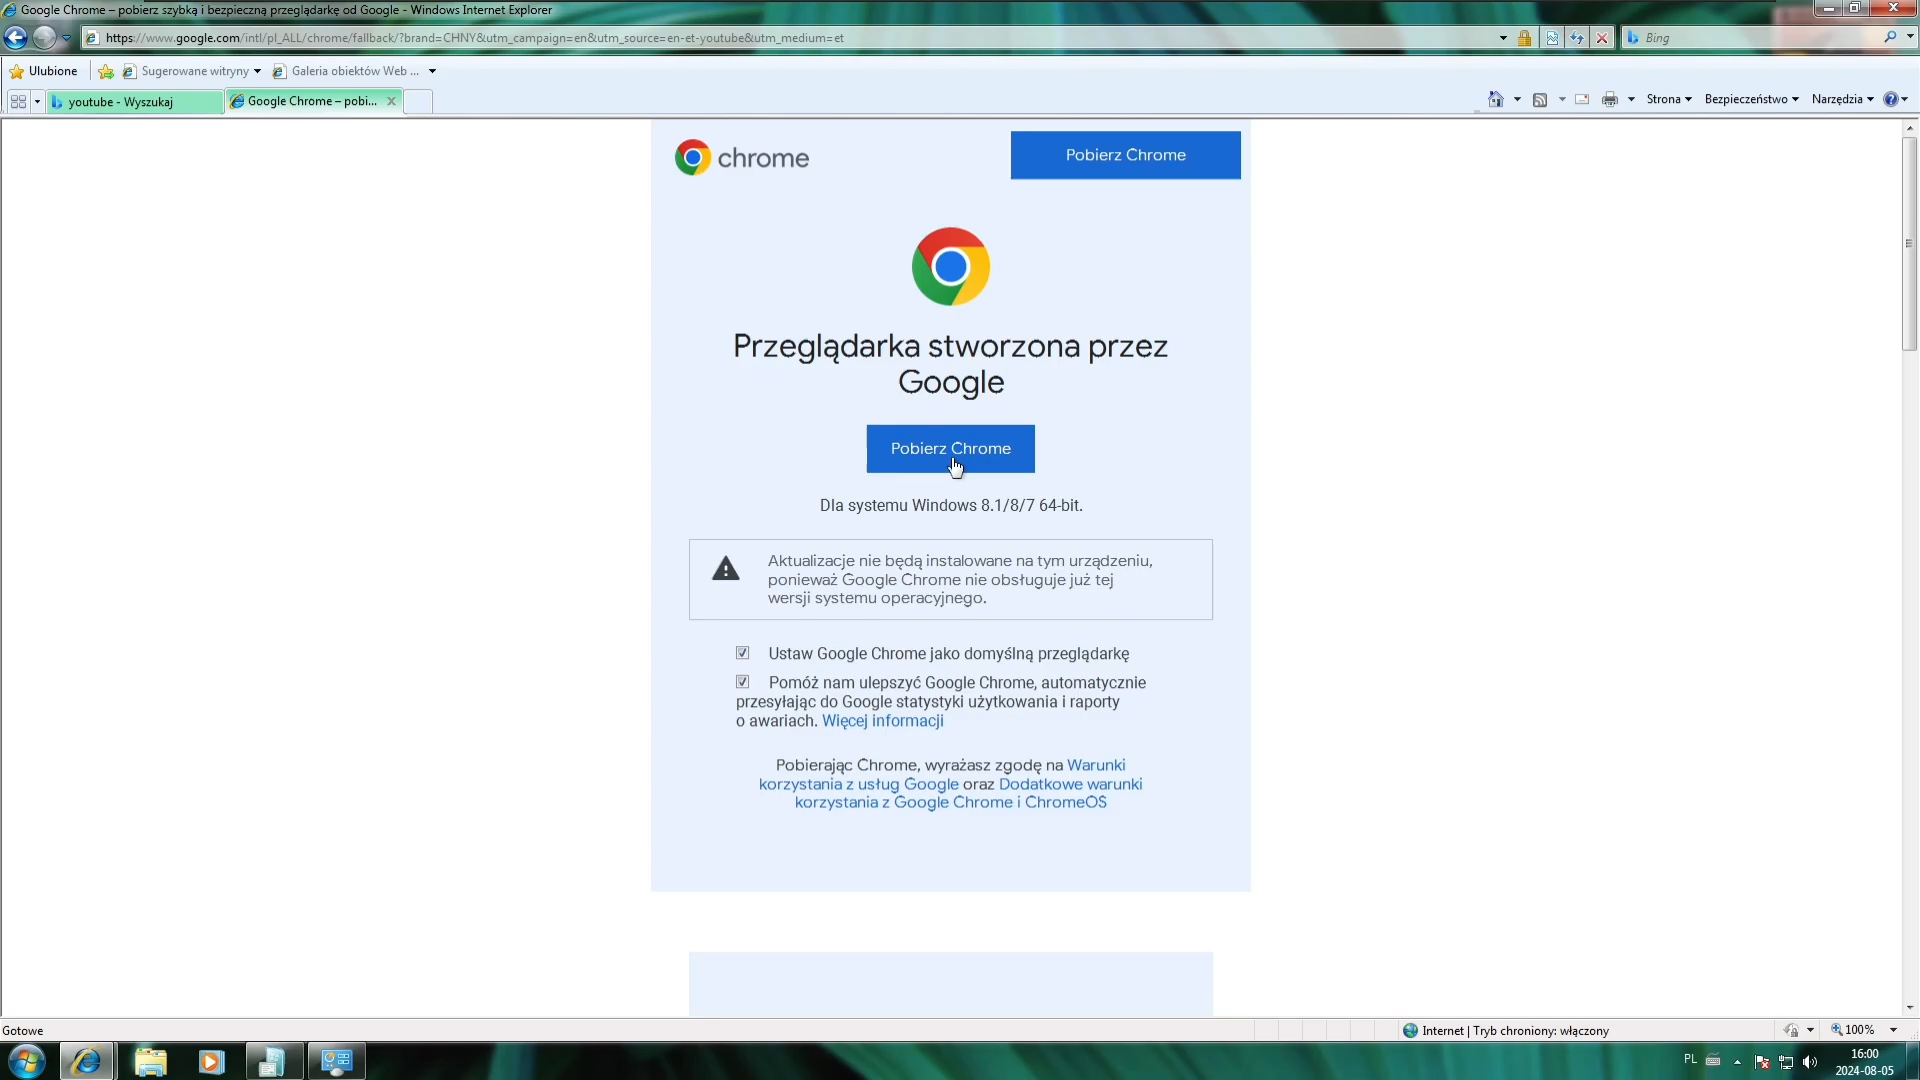 Google Chrome – pobierz szybką i bezpieczną przeglądarkę od Google - Windows Internet Explorer
https://www.google.com/intl/pl_ALL/chrome/fallback/?brand=CHNY&utm_campaign=en&utm_source=en-et-youtube&utm_medium=et
Bing
Ulubione
Sugerowane witryny
Galeria obiektów Web ...
youtube - Wyszukaj
Google Chrome – pobi...
Strona
Bezpieczeństwo
Narzędzia
chrome
Pobierz Chrome
Przeglądarka stworzona przez
Google
Pobierz Chrome
Dla systemu Windows 8.1/8/7 64-bit.
Aktualizacje nie będą instalowane na tym urządzeniu,
ponieważ Google Chrome nie obsługuje już tej
wersji systemu operacyjnego.
Ustaw Google Chrome jako domyślną przeglądarkę
Pomóż nam ulepszyć Google Chrome, automatycznie
przesyłając do Google statystyki użytkowania i raporty
o awariach. Więcej informacji
Pobierając Chrome, wyrażasz zgodę na Warunki
korzystania z usług Google oraz Dodatkowe warunki
korzystania z Google Chrome i ChromeOS
Gotowe
Internet | Tryb chroniony: włączony
100%
PL
16:00
2024-08-05